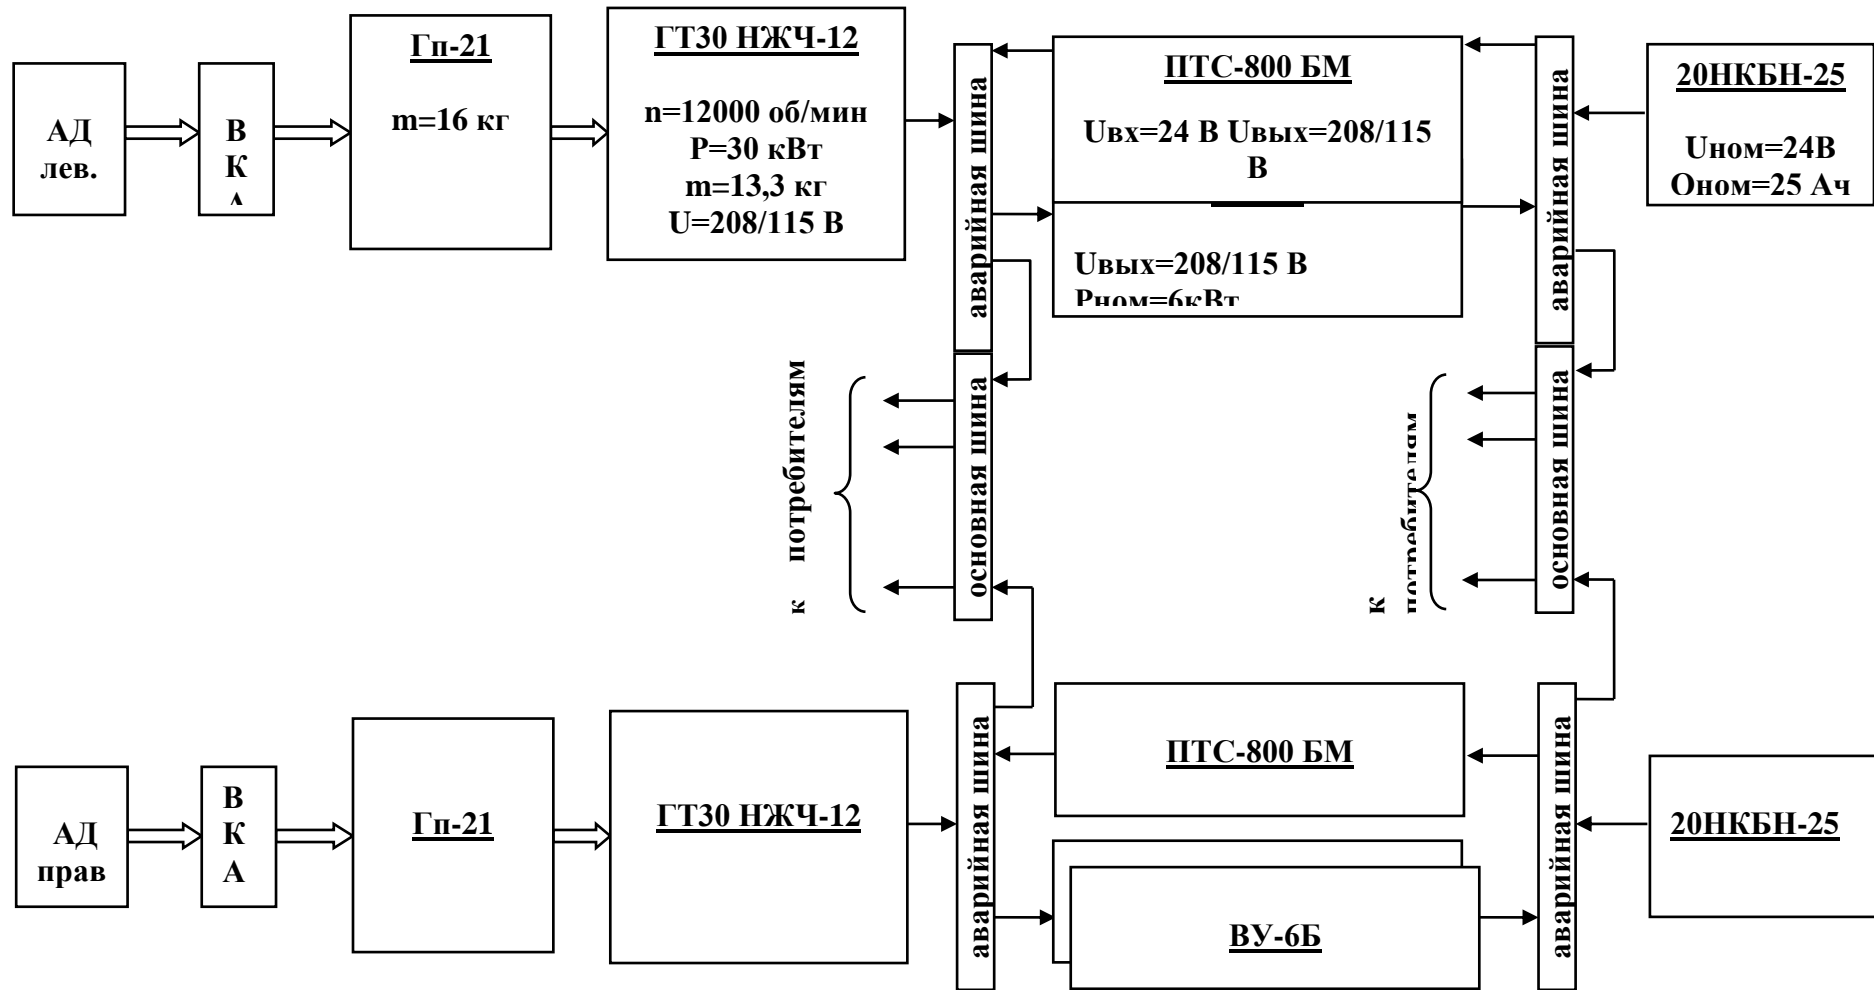 АД
лев.
В
К
А
Гп-21
m=16 кг
ГТ30 НЖЧ-12
n=12000 об/мин
P=30 кВт
m=13,3 кг
U=208/115 В
аварийная шина
ПТС-800 БМ
Uвх=24 В Uвых=208/115
В
Uвых=208/115 В
Рном=6кВт
аварийная шина
20НКБН-25
Uном=24В
Qном=25 Ач
к потребителям
основная шина
к
потребителям
основная шина
АД
прав
В
К
А
Гп-21
ГТ30 НЖЧ-12
аварийная шина
ПТС-800 БМ
ВУ-6Б
аварийная шина
20НКБН-25